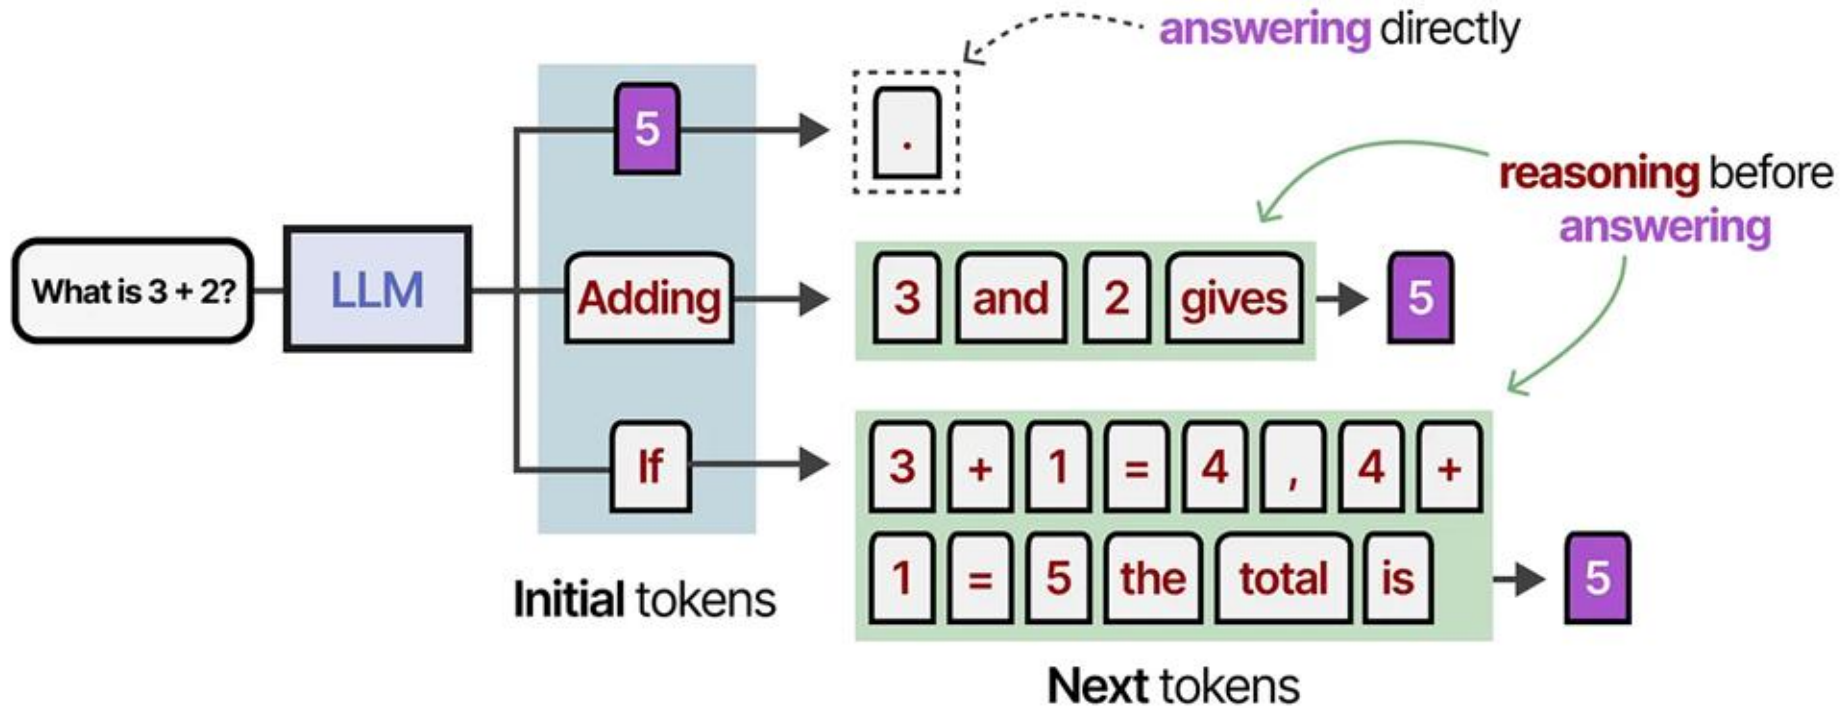 answering directly
5
.
reasoning before
answering
What is 3 + 2?
LLM
Adding
3 and 2 gives
5
If
3 + 1 = 4 , 4 +
1 = 5 the total is
5
Initial tokens
Next tokens